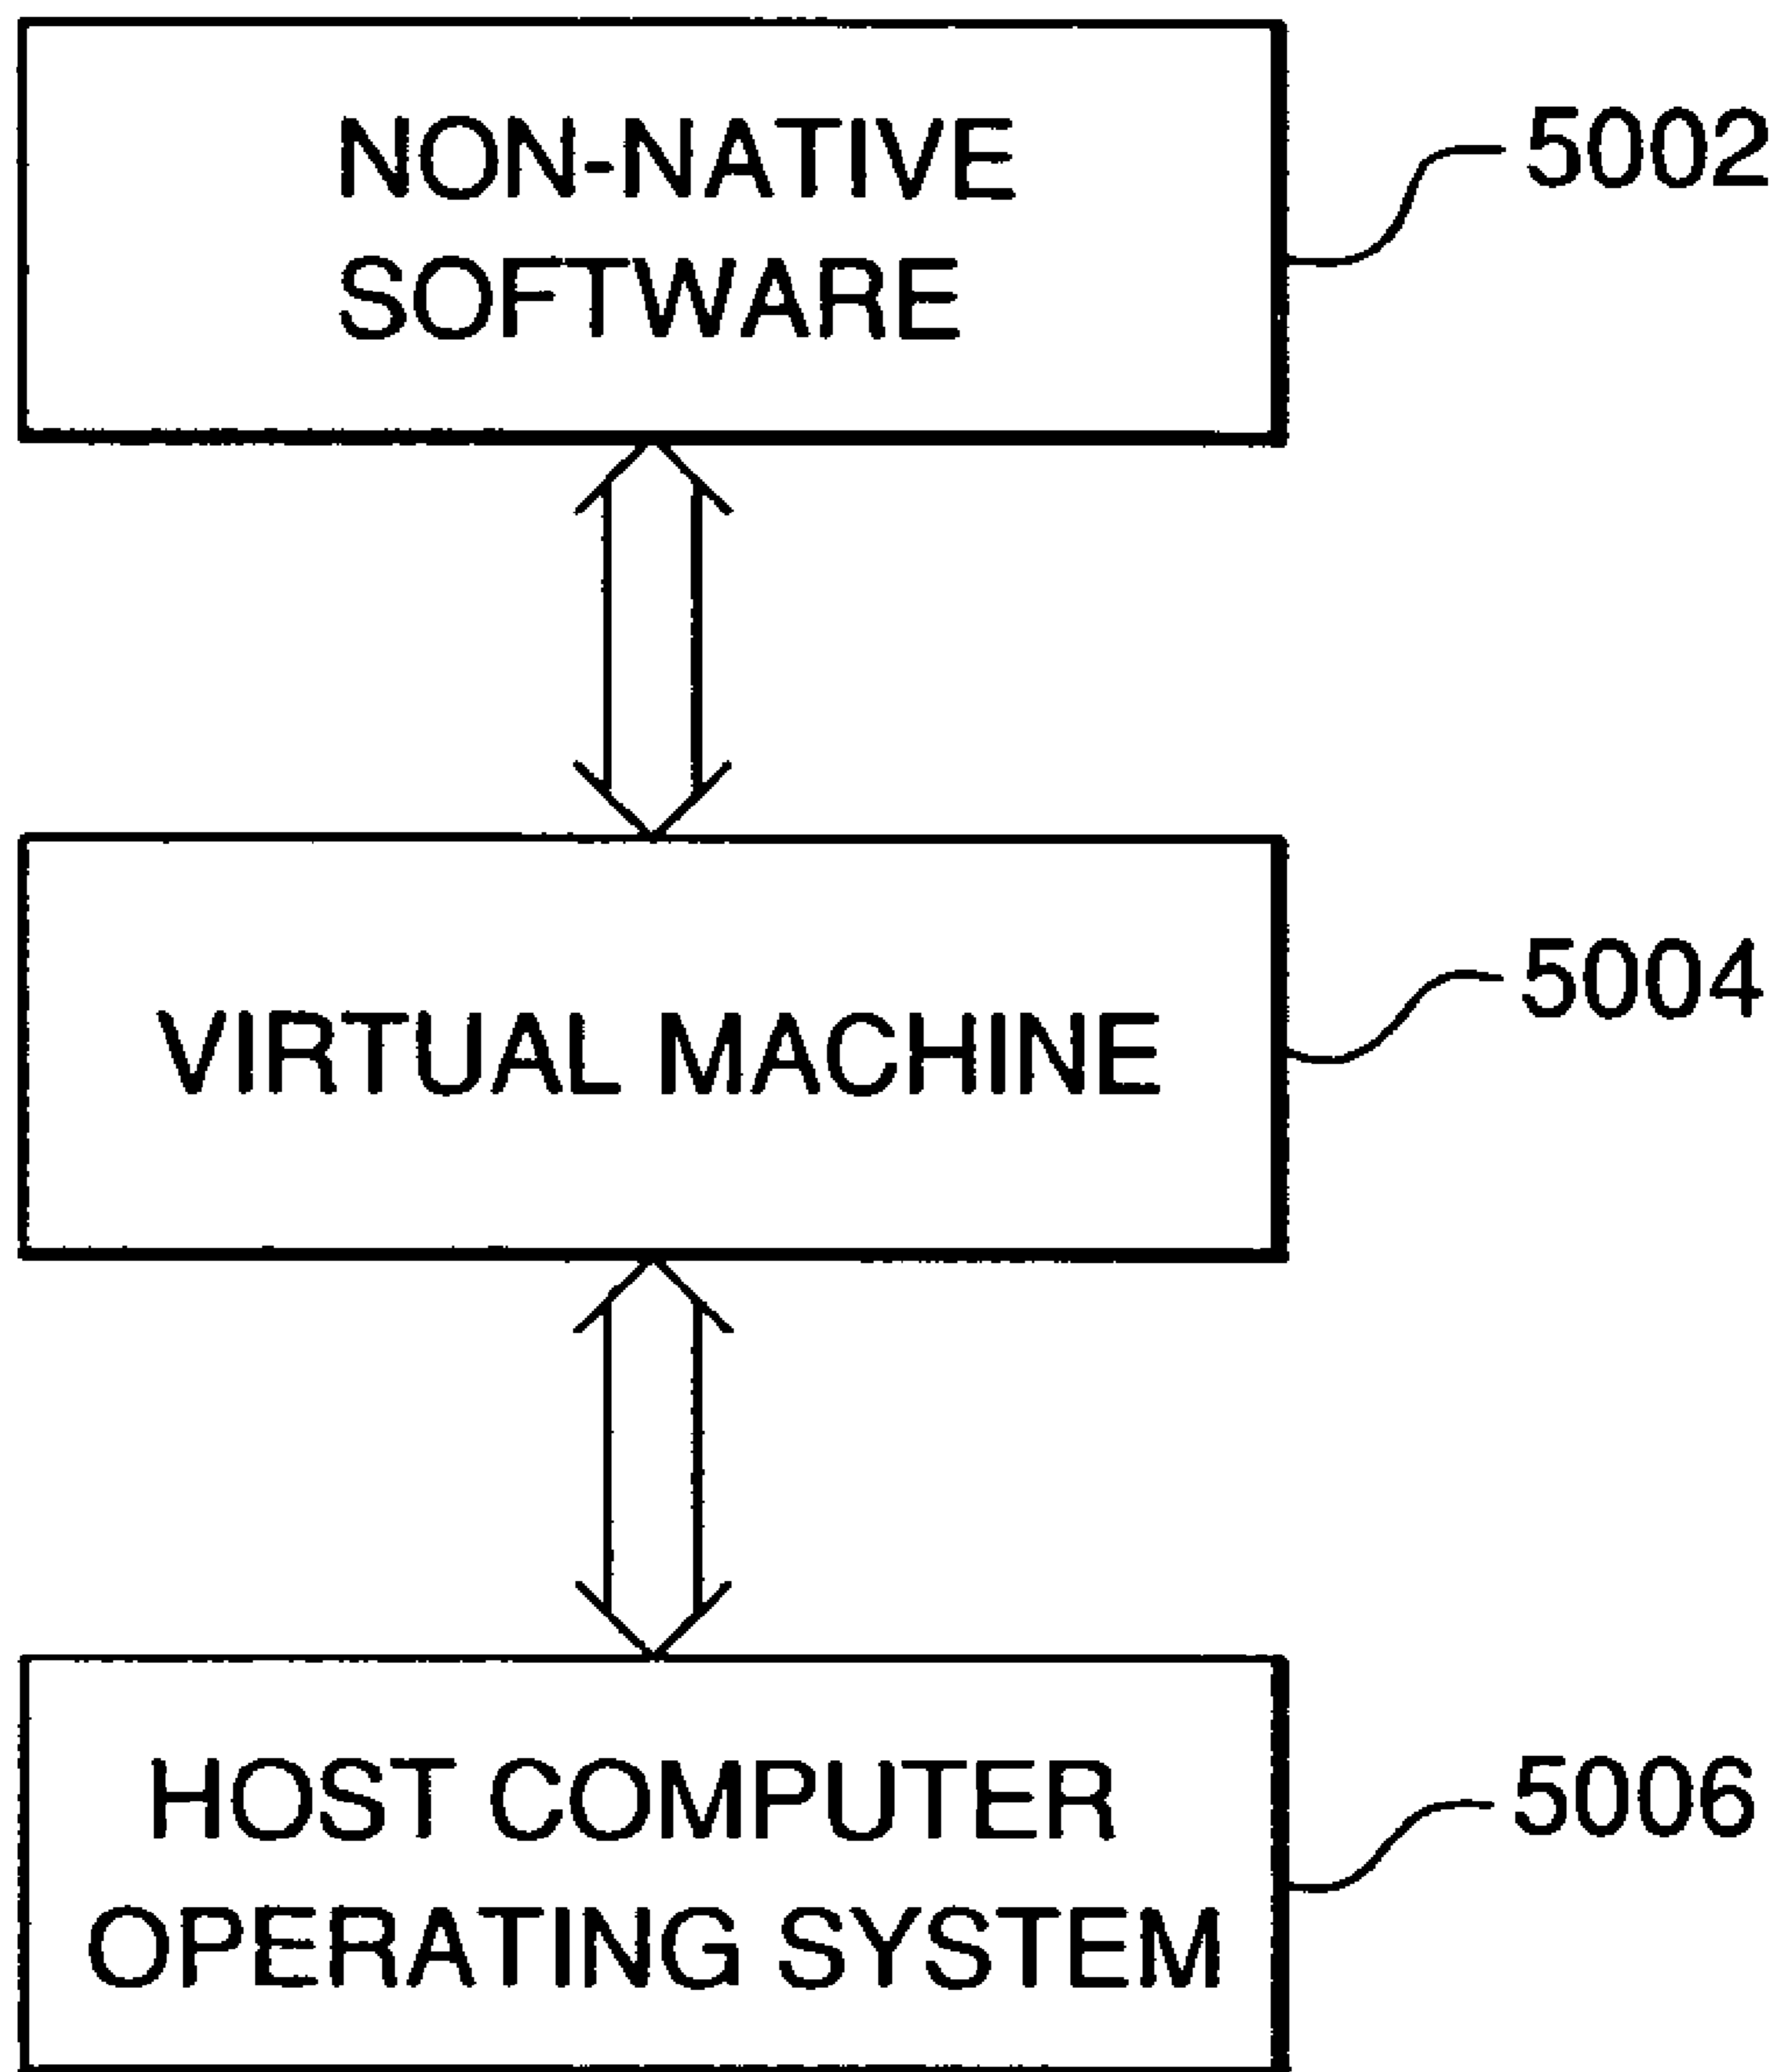 NON-NATIVE
SOFTWARE
5002
VIRTUAL MACHINE
5004
HOST COMPUTER
OPERATING SYSTEM
5006